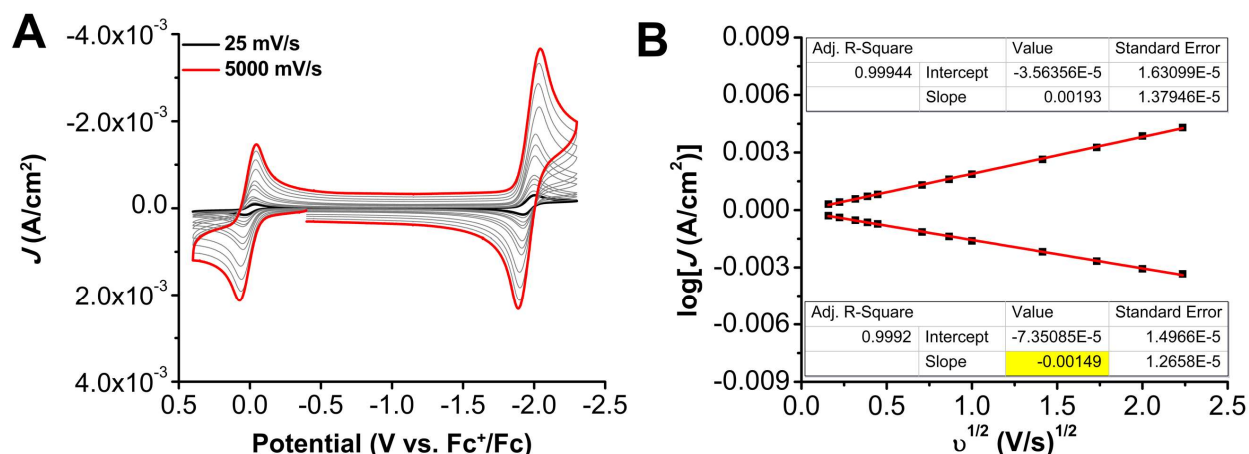 A
25 mV/s
5000 mV/s
-4.0x10⁻³
-2.0x10⁻³
0.0
2.0x10⁻³
4.0x10⁻³
J (A/cm²)
0.5 0.0 -0.5 -1.0 -1.5 -2.0 -2.5
Potential (V vs. Fc⁺/Fc)
B
0.009
0.006
0.003
0.000
-0.003
-0.006
-0.009
log[J (A/cm²)]
Adj. R-Square Value Standard Error
0.99944 Intercept -3.56356E-5 1.63099E-5
Slope 0.00193 1.37946E-5
Adj. R-Square Value Standard Error
0.9992 Intercept -7.35085E-5 1.4966E-5
Slope -0.00149 1.2658E-5
0.0 0.5 1.0 1.5 2.0 2.5
υ¹/² (V/s)¹/²